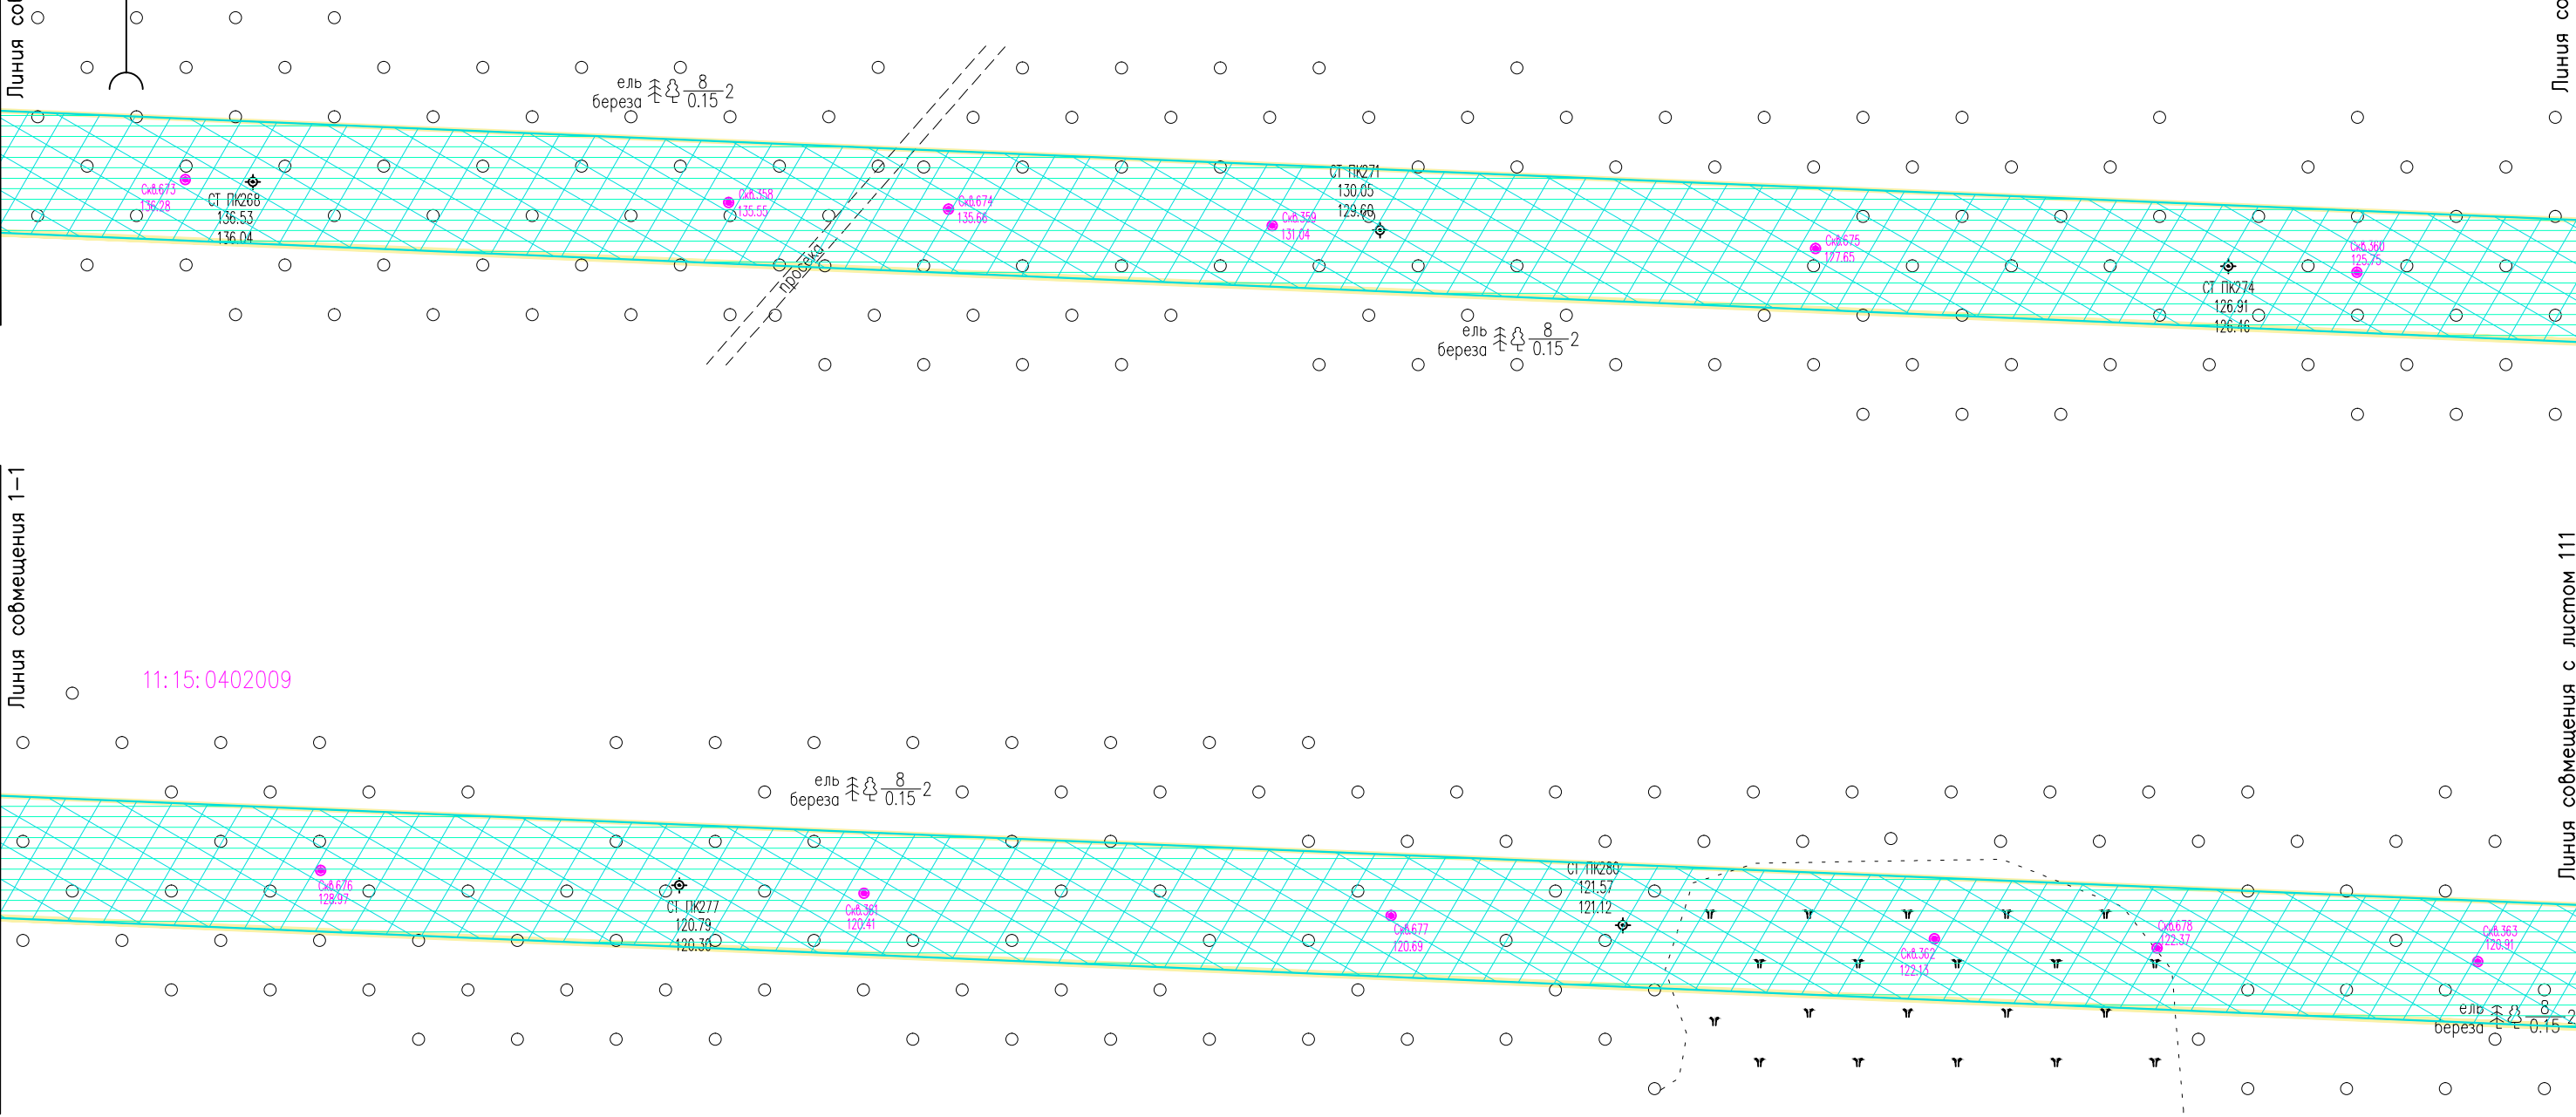 ель
береза
8
0.15
2
Скв.673
136.28
СТ ПК268
136.53
136.04
Скв.358
135.55
просека
Скв.674
135.66
Скв.359
131.04
СТ ПК271
130.05
129.60
ель
береза
8
0.15
2
Скв.675
127.65
СТ ПК274
126.91
126.46
Скв.360
125.75
Линия совмещения 1-1
11:15:0402009
ель
береза
8
0.15
2
Скв.676
128.97
СТ ПК277
120.79
120.30
Скв.361
120.41
Скв.677
120.69
СТ ПК280
121.57
121.12
Скв.362
122.13
Скв.678
122.37
Скв.363
120.91
ель
береза
8
0.15
2
Линия совмещения с листом 111
Линия
Линия